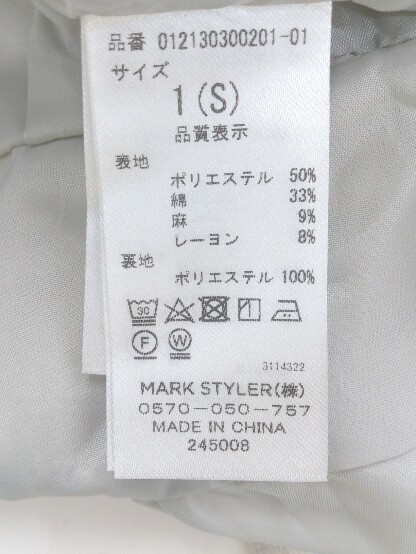 品番 012130300201-01
サイズ
1(S)
品質表示
表地
ポリエステル 50%
綿 33%
麻 9%
レーヨン 8%
裏地
ポリエステル 100%
30
F W
3114322
MARK STYLER(株)
0570-050-757
MADE IN CHINA
245008